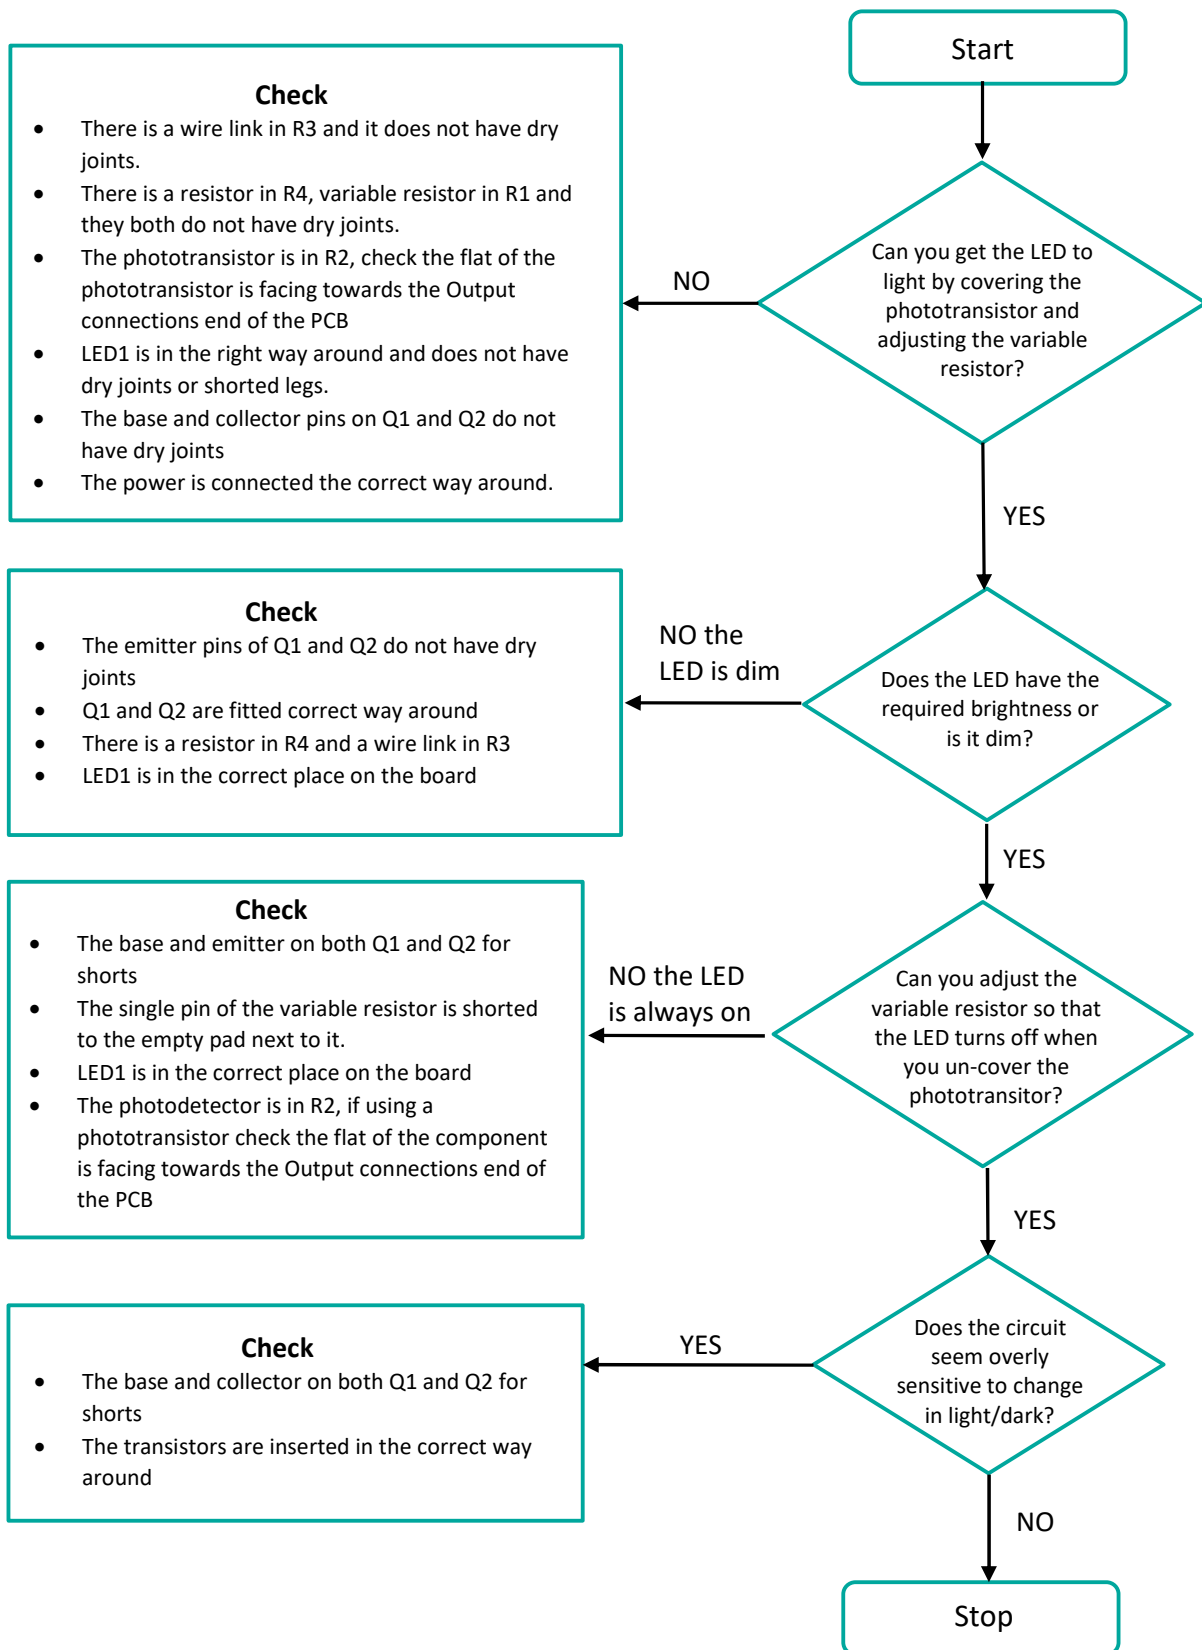 Start
Can you get the LED to
light by covering the
phototransistor and
adjusting the variable
resistor?
NO
Check
• There is a wire link in R3 and it does not have dry
joints.
• There is a resistor in R4, variable resistor in R1 and
they both do not have dry joints.
• The phototransistor is in R2, check the flat of the
phototransistor is facing towards the Output
connections end of the PCB
• LED1 is in the right way around and does not have
dry joints or shorted legs.
• The base and collector pins on Q1 and Q2 do not
have dry joints
• The power is connected the correct way around.
YES
Does the LED have the
required brightness or
is it dim?
NO the
LED is dim
Check
• The emitter pins of Q1 and Q2 do not have dry
joints
• Q1 and Q2 are fitted correct way around
• There is a resistor in R4 and a wire link in R3
• LED1 is in the correct place on the board
YES
Can you adjust the
variable resistor so that
the LED turns off when
you un-cover the
phototransitor?
NO the LED
is always on
Check
• The base and emitter on both Q1 and Q2 for
shorts
• The single pin of the variable resistor is shorted
to the empty pad next to it.
• LED1 is in the correct place on the board
• The photodetector is in R2, if using a
phototransistor check the flat of the component
is facing towards the Output connections end of
the PCB
YES
Does the circuit
seem overly
sensitive to change
in light/dark?
YES
Check
• The base and collector on both Q1 and Q2 for
shorts
• The transistors are inserted in the correct way
around
NO
Stop